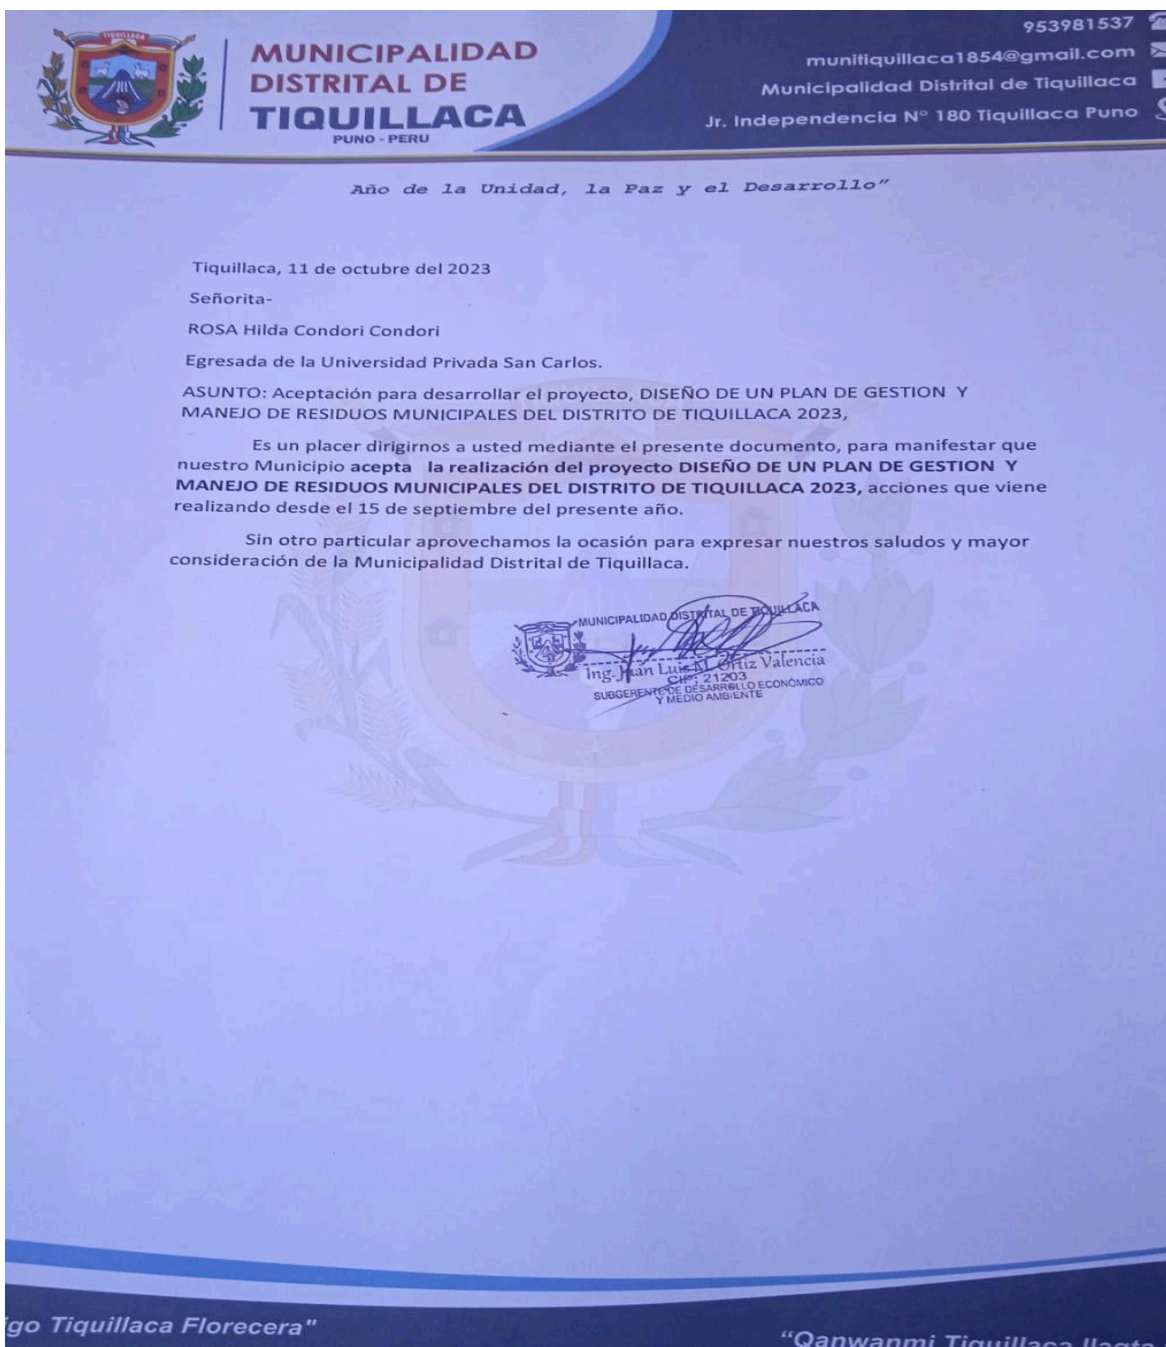 TIQUILLACA
MUNICIPALIDAD
DISTRITAL DE
TIQUILLACA
PUNO - PERU
953981537
munitiquillaca1854@gmail.com
Municipalidad Distrital de Tiquillaca
Jr. Independencia N° 180 Tiquillaca Puno
Año de la Unidad, la Paz y el Desarrollo"
Tiquillaca, 11 de octubre del 2023
Señorita-
ROSA Hilda Condori Condori
Egresada de la Universidad Privada San Carlos.
ASUNTO: Aceptación para desarrollar el proyecto, DISEÑO DE UN PLAN DE GESTION Y
MANEJO DE RESIDUOS MUNICIPALES DEL DISTRITO DE TIQUILLACA 2023,
Es un placer dirigirnos a usted mediante el presente documento, para manifestar que
nuestro Municipio acepta la realización del proyecto DISEÑO DE UN PLAN DE GESTION Y
MANEJO DE RESIDUOS MUNICIPALES DEL DISTRITO DE TIQUILLACA 2023, acciones que viene
realizando desde el 15 de septiembre del presente año.
Sin otro particular aprovechamos la ocasión para expresar nuestros saludos y mayor
consideración de la Municipalidad Distrital de Tiquillaca.
MUNICIPALIDAD DISTRITAL DE TIQUILLACA
Ing. Juan Luis M. Ortiz Valencia
CIP: 21203
SUBGERENTE DE DESARROLLO ECONÓMICO
Y MEDIO AMBIENTE
go Tiquillaca Florecera"
"Qanwanmi Tiquillaca llaqta